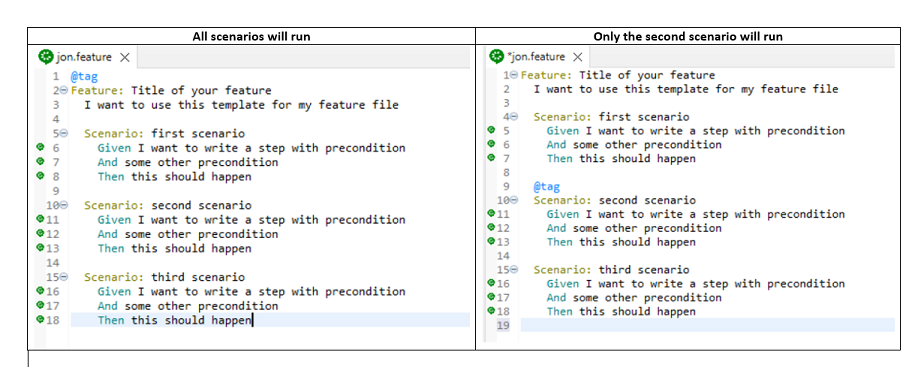 All scenarios will run
jon.feature
1 @tag
2 Feature: Title of your feature
3 I want to use this template for my feature file
4
5 Scenario: first scenario
6 Given I want to write a step with precondition
7 And some other precondition
8 Then this should happen
9
10 Scenario: second scenario
11 Given I want to write a step with precondition
12 And some other precondition
13 Then this should happen
14
15 Scenario: third scenario
16 Given I want to write a step with precondition
17 And some other precondition
18 Then this should happen
Only the second scenario will run
*jon.feature
1 Feature: Title of your feature
2 I want to use this template for my feature file
3
4 Scenario: first scenario
5 Given I want to write a step with precondition
6 And some other precondition
7 Then this should happen
8
9 @tag
10 Scenario: second scenario
11 Given I want to write a step with precondition
12 And some other precondition
13 Then this should happen
14
15 Scenario: third scenario
16 Given I want to write a step with precondition
17 And some other precondition
18 Then this should happen
19